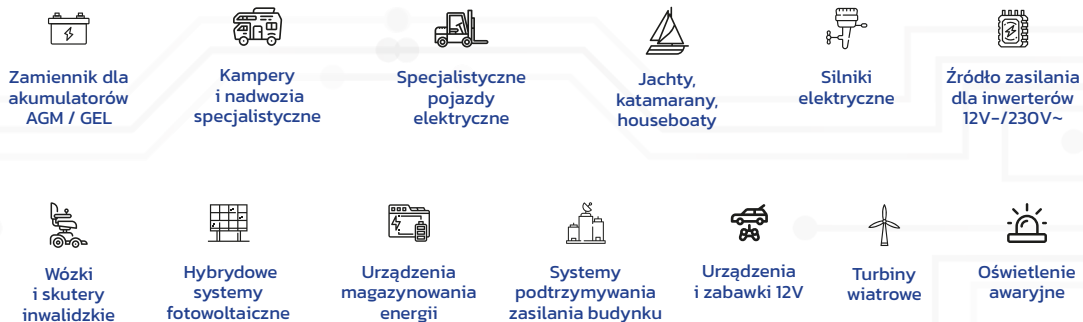 Zamiennik dla
akumulatorów
AGM / GEL
Kampery
i nadwozia
specjalistyczne
Specjalistyczne
pojazdy
elektryczne
Jachty,
katamarany,
houseboaty
Silniki
elektryczne
Źródło zasilania
dla inwerterów
12V-/230V~
Wózki
i skutery
inwalidzkie
Hybrydowe
systemy
fotowoltaiczne
Urządzenia
magazynowania
energii
Systemy
podtrzymywania
zasilania budynku
Urządzenia
i zabawki 12V
Turbiny
wiatrowe
Oświetlenie
awaryjne